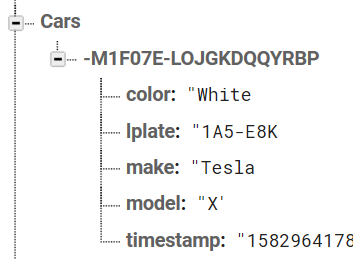 Cars
-M1F07E-LOJGKDQQYRBP
color: "White
lplate: "1A5-E8K
make: "Tesla
model: "X'
timestamp: "1582964178